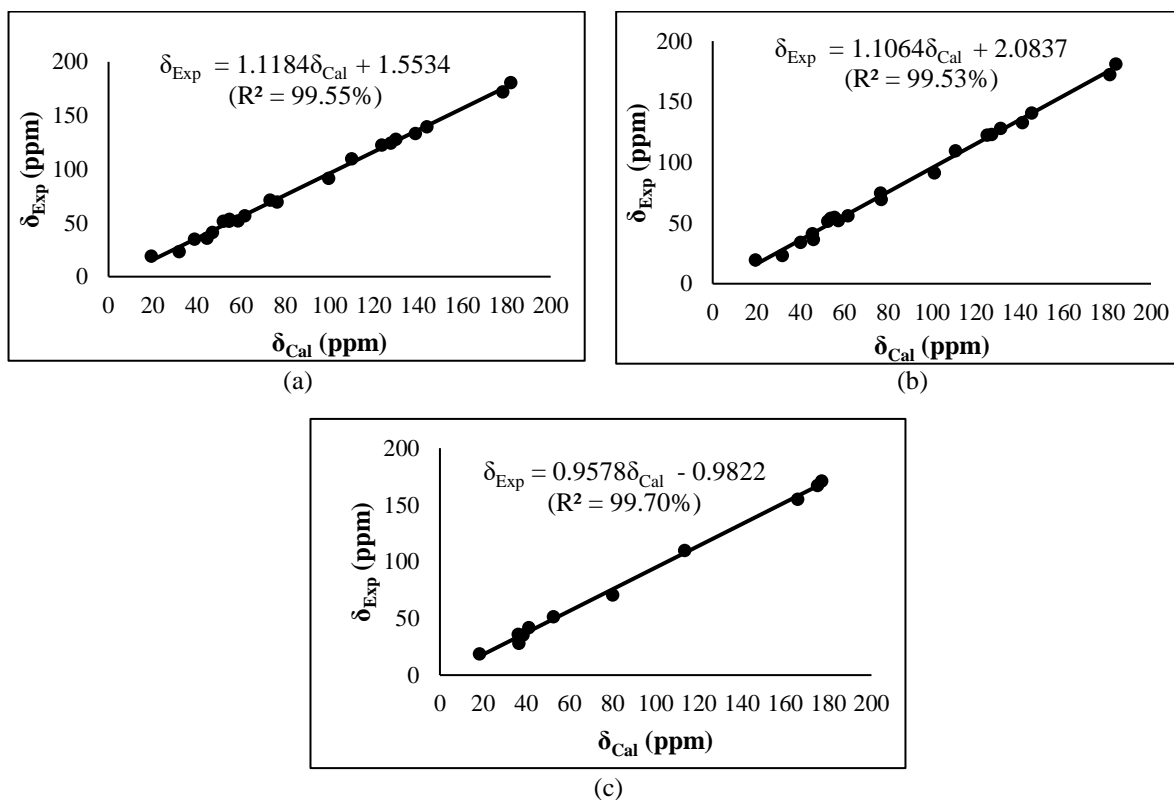 δExp = 1.1184δCal + 1.5534
(R² = 99.55%)
200
150
100
50
0
0 20 40 60 80 100 120 140 160 180 200
δExp (ppm)
δCal (ppm)
(a)
δExp = 1.1064δCal + 2.0837
(R² = 99.53%)
200
150
100
50
0
0 20 40 60 80 100 120 140 160 180 200
δExp (ppm)
δCal (ppm)
(b)
δExp = 0.9578δCal - 0.9822
(R² = 99.70%)
200
150
100
50
0
0 20 40 60 80 100 120 140 160 180 200
δExp (ppm)
δCal (ppm)
(c)